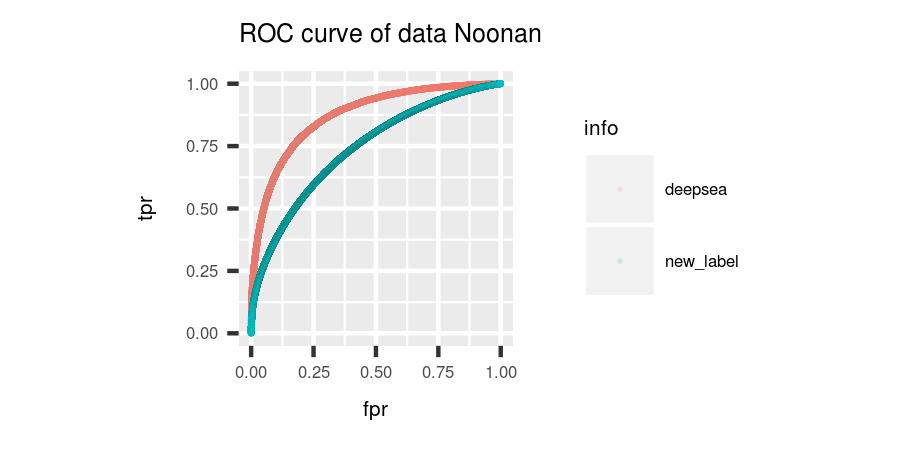 ROC curve of data Noonan
tpr
1.00
0.75
0.50
0.25
0.00
0.00 0.25 0.50 0.75 1.00
fpr
info
deepsea
new_label